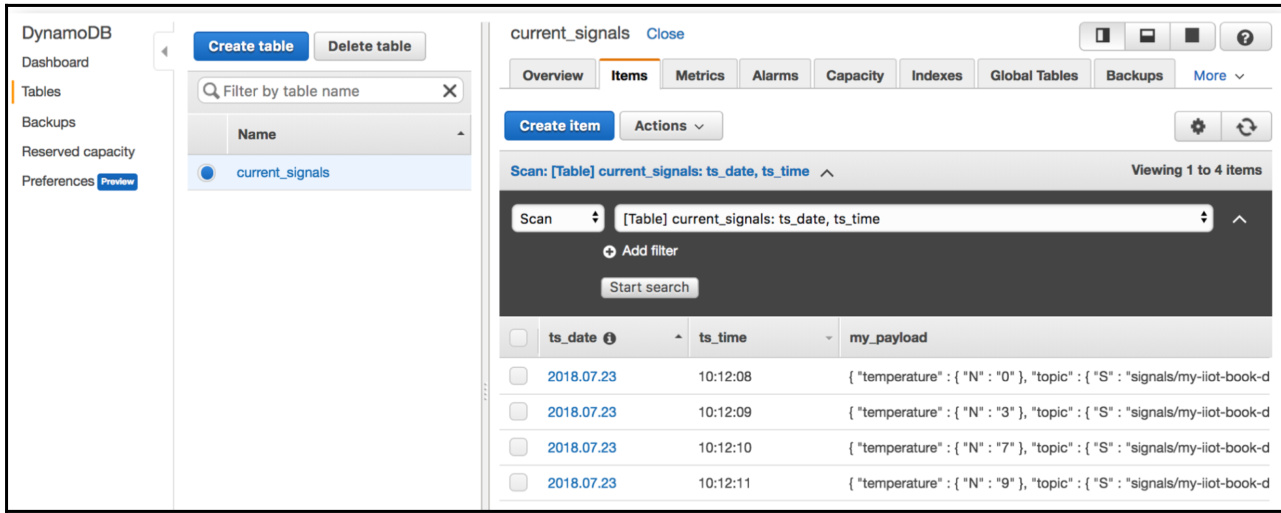 DynamoDB
Dashboard
Tables
Backups
Reserved capacity
Preferences Preview
Create table Delete table
Filter by table name
Name
current_signals
current_signals Close
Overview Items Metrics Alarms Capacity Indexes Global Tables Backups More
Create item Actions
Scan: [Table] current_signals: ts_date, ts_time Viewing 1 to 4 items
Scan [Table] current_signals: ts_date, ts_time
Add filter
Start search
ts_date ts_time my_payload
2018.07.23 10:12:08 { "temperature" : { "N" : "0" }, "topic" : { "S" : "signals/my-iiot-book-d
2018.07.23 10:12:09 { "temperature" : { "N" : "3" }, "topic" : { "S" : "signals/my-iiot-book-d
2018.07.23 10:12:10 { "temperature" : { "N" : "7" }, "topic" : { "S" : "signals/my-iiot-book-d
2018.07.23 10:12:11 { "temperature" : { "N" : "9" }, "topic" : { "S" : "signals/my-iiot-book-d